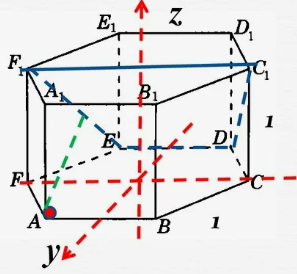 E₁ z D₁
F₁ C₁
A₁ B₁
1
E D
F C
A B 1
y